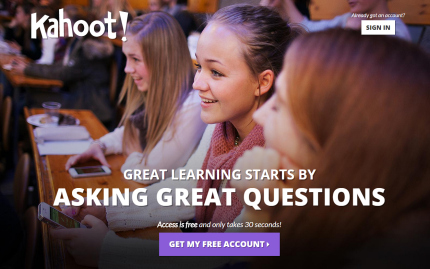 Kahoot!
Already got an account?
SIGN IN
GREAT LEARNING STARTS BY
ASKING GREAT QUESTIONS
Access is free and only takes 30 seconds!
GET MY FREE ACCOUNT ›